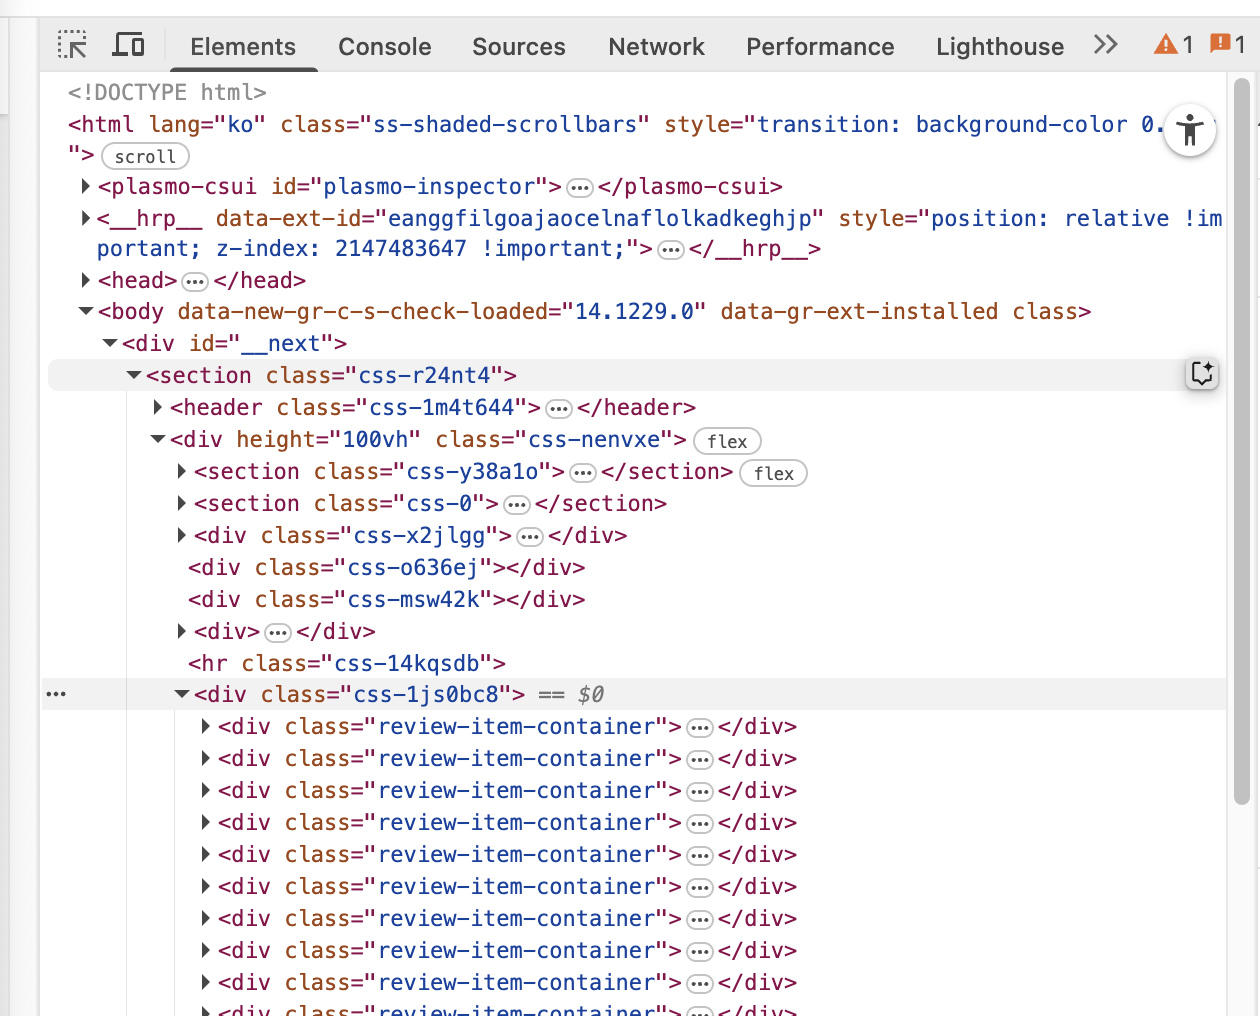 Elements Console Sources Network Performance Lighthouse 1 1
<!DOCTYPE html>
<html lang="ko" class="ss-shaded-scrollbars" style="transition: background-color 0.
"> scroll
<plasmo-csui id="plasmo-inspector"> … </plasmo-csui>
<__hrp__ data-ext-id="eanggfilgoajaocelnaflolkadkeghjp" style="position: relative !im
portant; z-index: 2147483647 !important;"> … </__hrp__>
<head> … </head>
<body data-new-gr-c-s-check-loaded="14.1229.0" data-gr-ext-installed class>
<div id="__next">
<section class="css-r24nt4">
<header class="css-1m4t644"> … </header>
<div height="100vh" class="css-nenvxe"> flex
<section class="css-y38a1o"> … </section> flex
<section class="css-0"> … </section>
<div class="css-x2jlgg"> … </div>
<div class="css-o636ej"></div>
<div class="css-msw42k"></div>
<div> … </div>
<hr class="css-14kqsdb">
… <div class="css-1js0bc8"> == $0
<div class="review-item-container"> … </div>
<div class="review-item-container"> … </div>
<div class="review-item-container"> … </div>
<div class="review-item-container"> … </div>
<div class="review-item-container"> … </div>
<div class="review-item-container"> … </div>
<div class="review-item-container"> … </div>
<div class="review-item-container"> … </div>
<div class="review-item-container"> … </div>
<div class="review-item-container"> … </div>